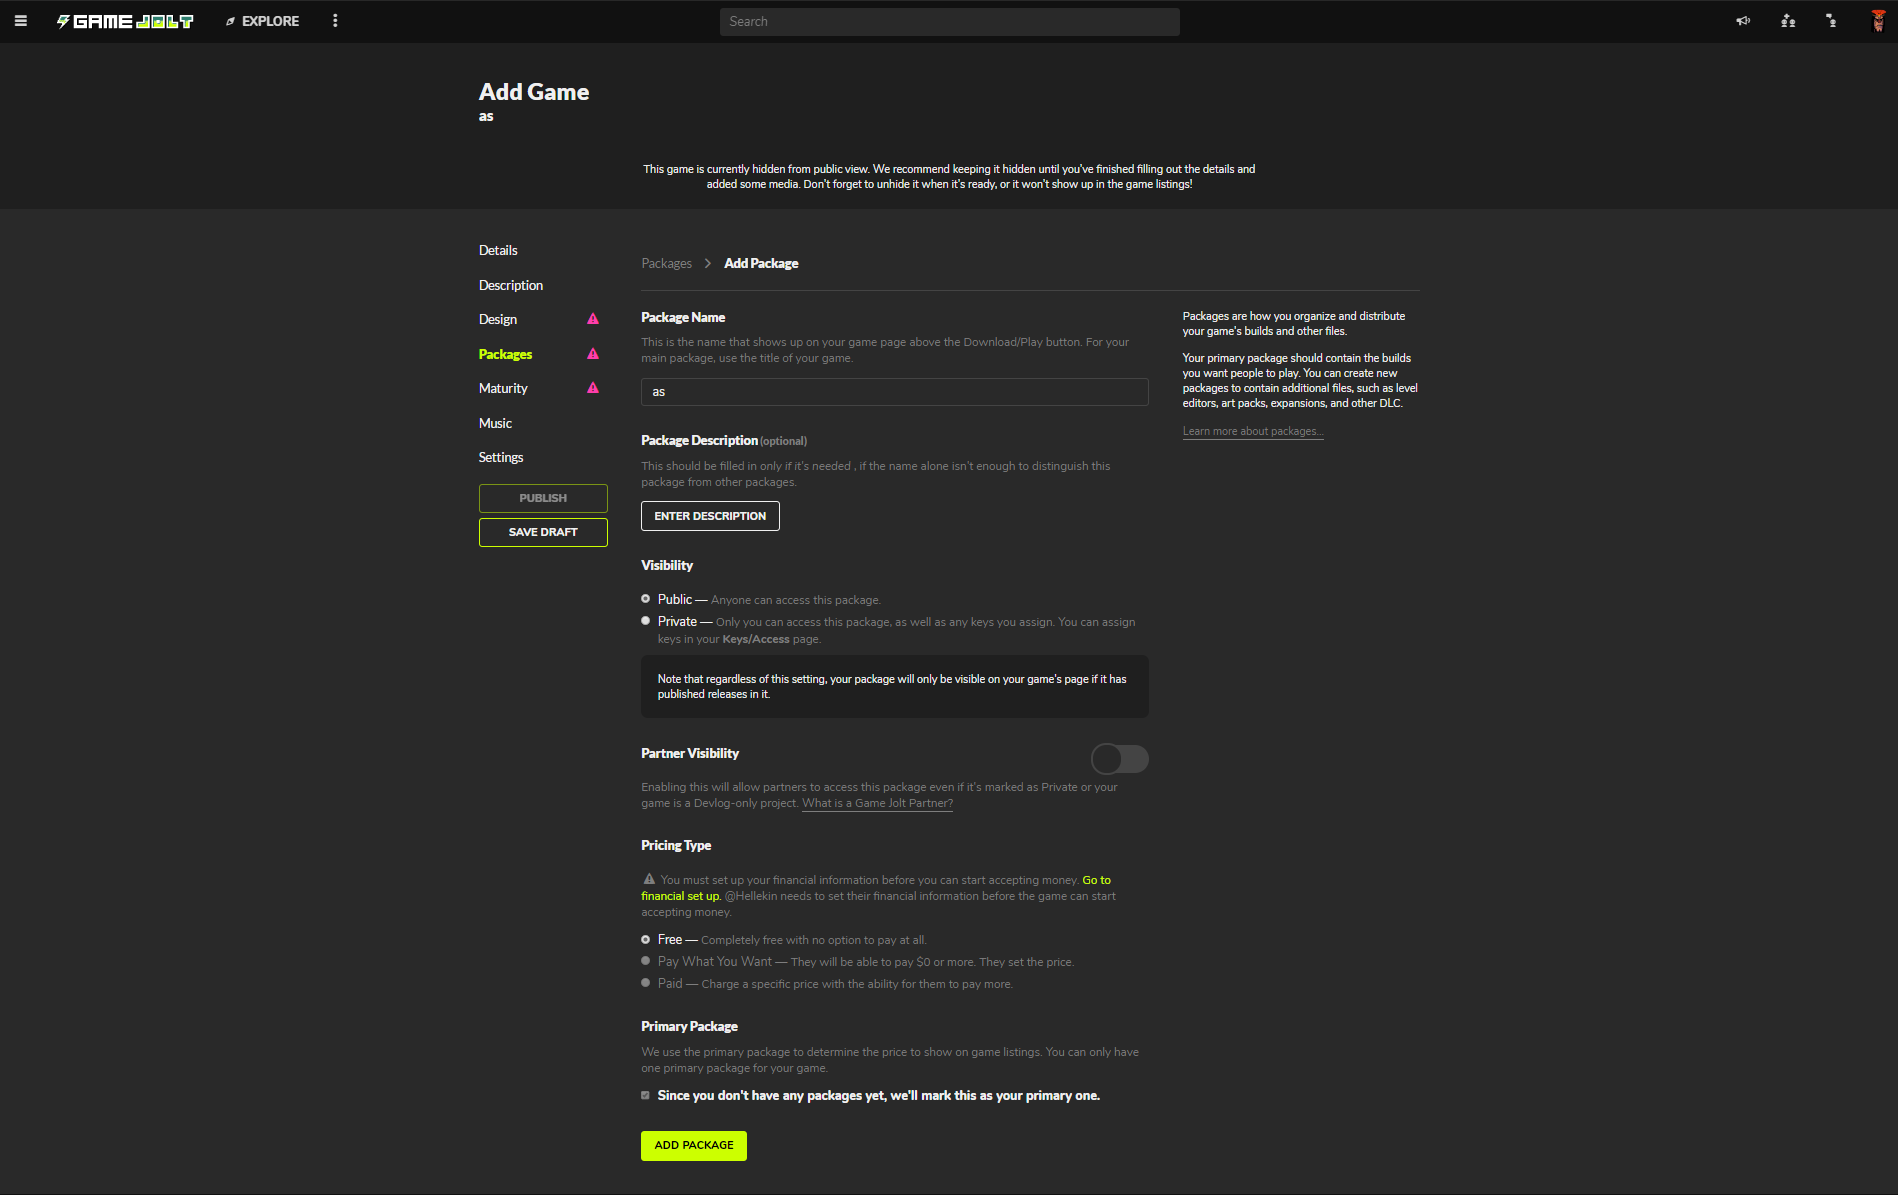 GAME JOLT
EXPLORE
Search
Add Game
as
This game is currently hidden from public view. We recommend keeping it hidden until you've finished filling out the details and
added some media. Don't forget to unhide it when it's ready, or it won't show up in the game listings!
Details
Description
Design
Packages
Maturity
Music
Settings
PUBLISH
SAVE DRAFT
Packages > Add Package
Package Name
This is the name that shows up on your game page above the Download/Play button. For your
main package, use the title of your game.
as
Package Description (optional)
This should be filled in only if it's needed , if the name alone isn't enough to distinguish this
package from other packages.
ENTER DESCRIPTION
Visibility
Public — Anyone can access this package.
Private — Only you can access this package, as well as any keys you assign. You can assign
keys in your Keys/Access page.
Note that regardless of this setting, your package will only be visible on your game's page if it has
published releases in it.
Partner Visibility
Enabling this will allow partners to access this package even if it's marked as Private or your
game is a Devlog-only project. What is a Game Jolt Partner?
Pricing Type
You must set up your financial information before you can start accepting money. Go to
financial set up. @Hellekin needs to set their financial information before the game can start
accepting money.
Free — Completely free with no option to pay at all.
Pay What You Want — They will be able to pay $0 or more. They set the price.
Paid — Charge a specific price with the ability for them to pay more.
Primary Package
We use the primary package to determine the price to show on game listings. You can only have
one primary package for your game.
Since you don't have any packages yet, we'll mark this as your primary one.
ADD PACKAGE
Packages are how you organize and distribute
your game's builds and other files.
Your primary package should contain the builds
you want people to play. You can create new
packages to contain additional files, such as level
editors, art packs, expansions, and other DLC.
Learn more about packages...